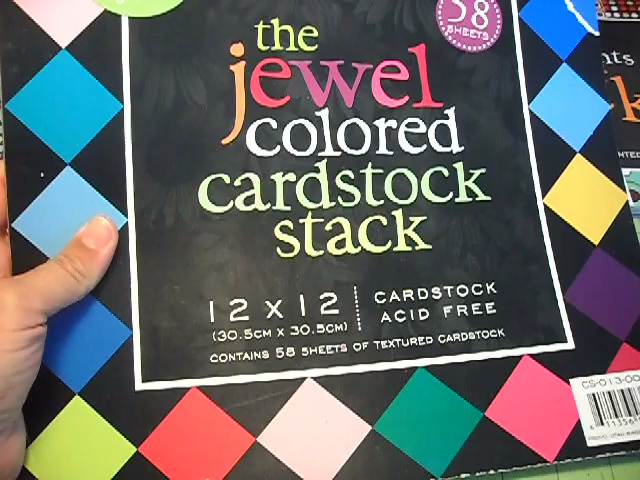 58
SHEETS
the
jewel
colored
cardstock
stack
12 x 12
(30.5CM X 30.5CM)
CARDSTOCK
ACID FREE
CONTAINS 58 SHEETS OF TEXTURED CARDSTOCK
CS-013-00